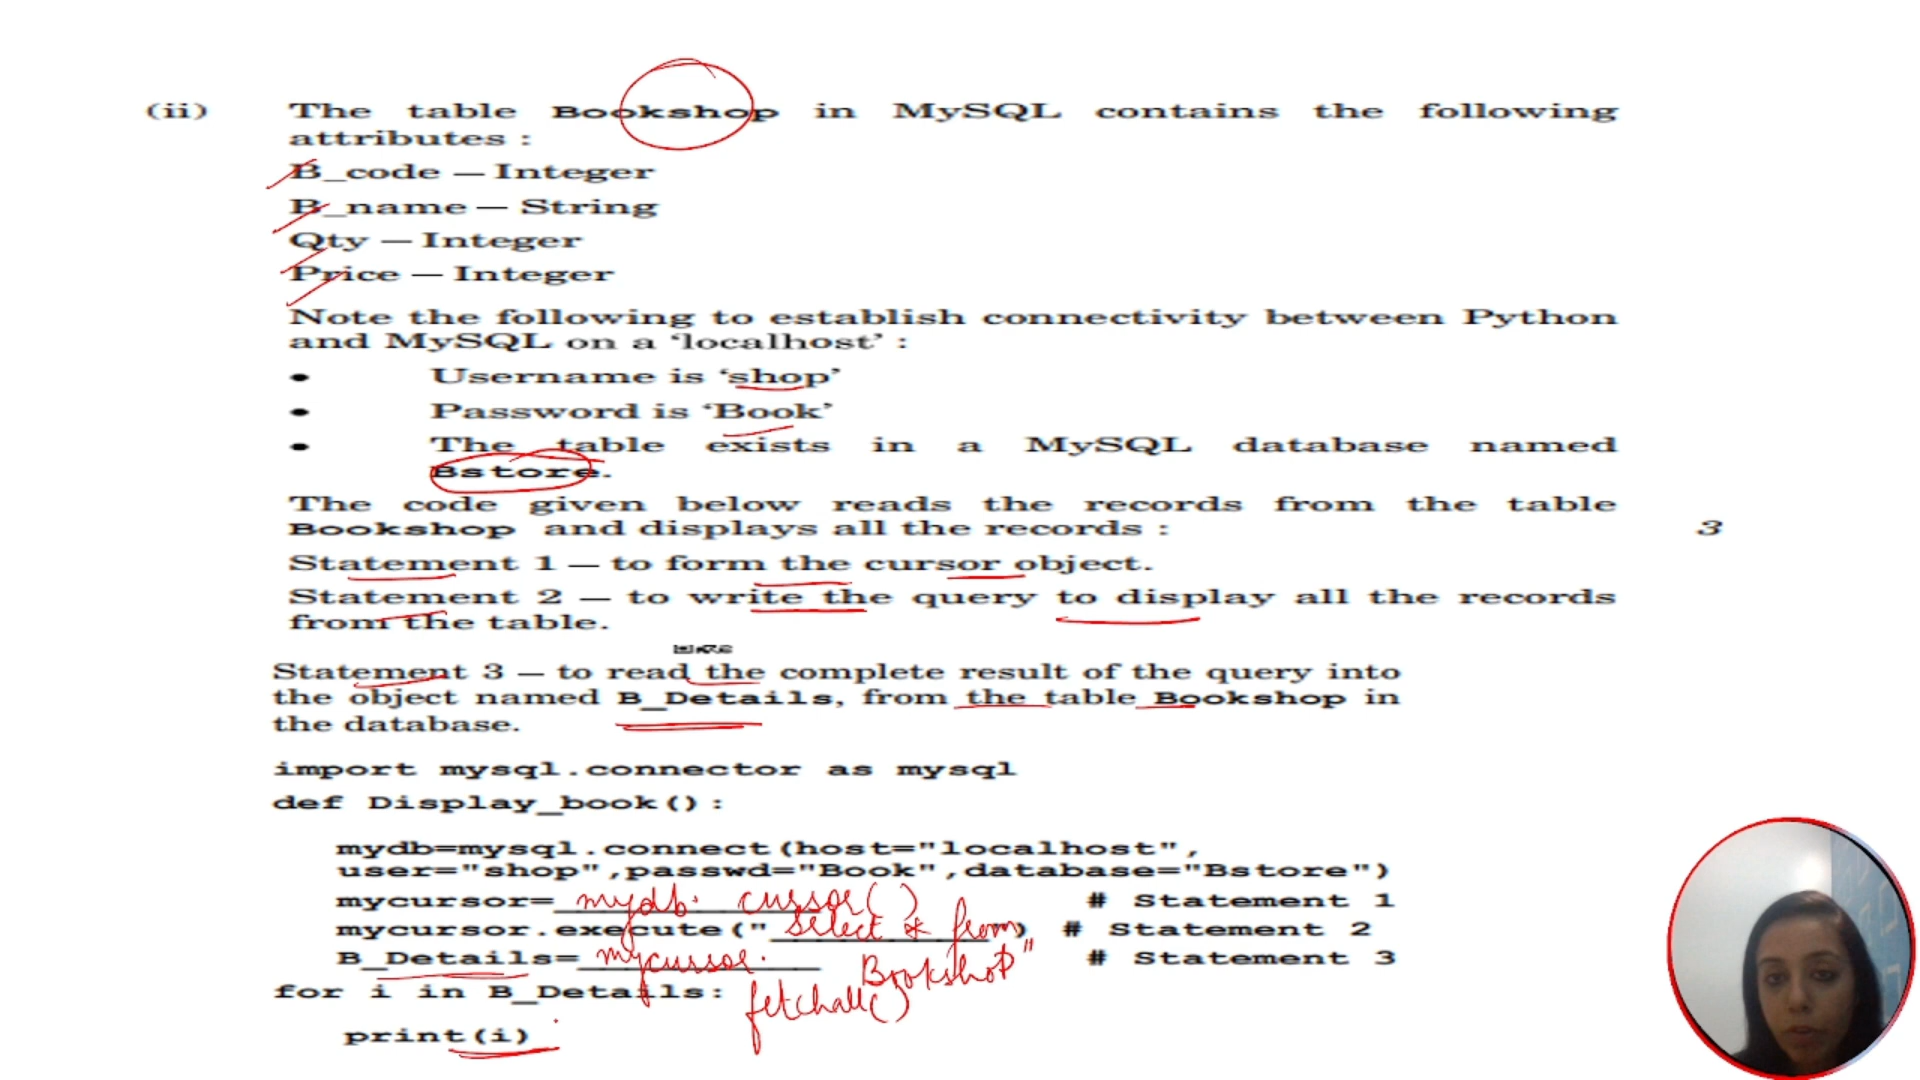 (ii) The table Bookshop in MySQL contains the following
attributes :
B_code — Integer
B_name — String
Qty — Integer
Price — Integer
Note the following to establish connectivity between Python
and MySQL on a ‘localhost’ :
• Username is ‘shop’
• Password is ‘Book’
• The table exists in a MySQL database named
Bstore.
The code given below reads the records from the table
Bookshop and displays all the records : 3
Statement 1 – to form the cursor object.
Statement 2 – to write the query to display all the records
from the table.
Statement 3 – to read the complete result of the query into
the object named B_Details, from the table Bookshop in
the database.
import mysql.connector as mysql
def Display_book():
mydb=mysql.connect(host="localhost",
user="shop",passwd="Book",database="Bstore")
mycursor= mydb. cursor() # Statement 1
mycursor.execute(" select * from ) # Statement 2
Bookshop"
B_Details= mycursor. # Statement 3
fetchall()
for i in B_Details:
print(i)